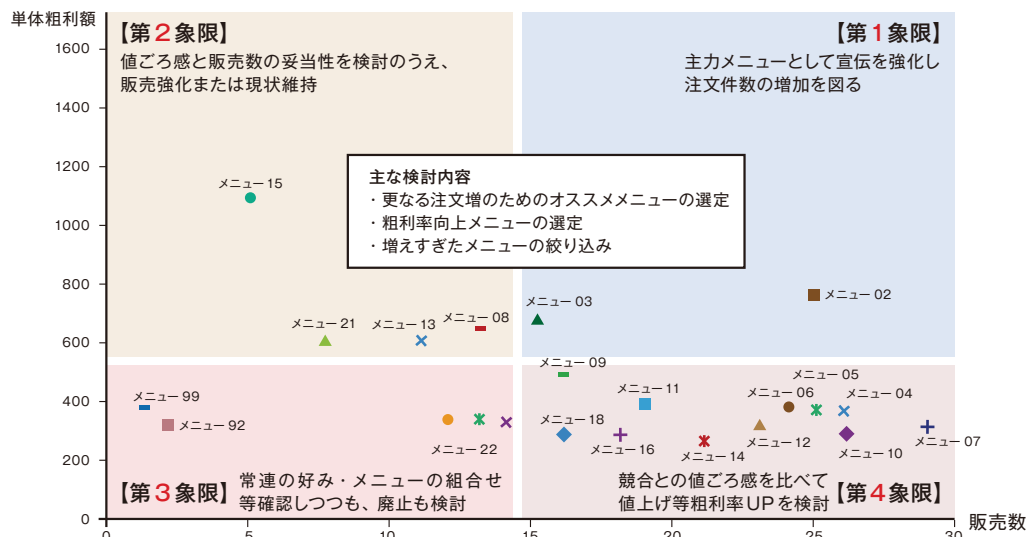 単体粗利額
1600
1400
1200
1000
800
600
400
200
0
【第2象限】
値ごろ感と販売数の妥当性を検討のうえ、
販売強化または現状維持
【第1象限】
主力メニューとして宣伝を強化し
注文件数の増加を図る
主な検討内容
・更なる注文増のためのオススメメニューの選定
・粗利率向上メニューの選定
・増えすぎたメニューの絞り込み
メニュー 15
メニュー 21
メニュー 13
メニュー 08
メニュー 03
メニュー 02
メニュー 99
メニュー 92
メニュー 22
メニュー 09
メニュー 11
メニュー 18
メニュー 16
メニュー 14
メニュー 06
メニュー 12
メニュー 05
メニュー 04
メニュー 10
メニュー 07
【第3象限】
常連の好み・メニューの組合せ
等確認しつつも、廃止も検討
競合との値ごろ感を比べて
値上げ等粗利率UPを検討
【第4象限】
0
5
10
15
20
25
30
販売数